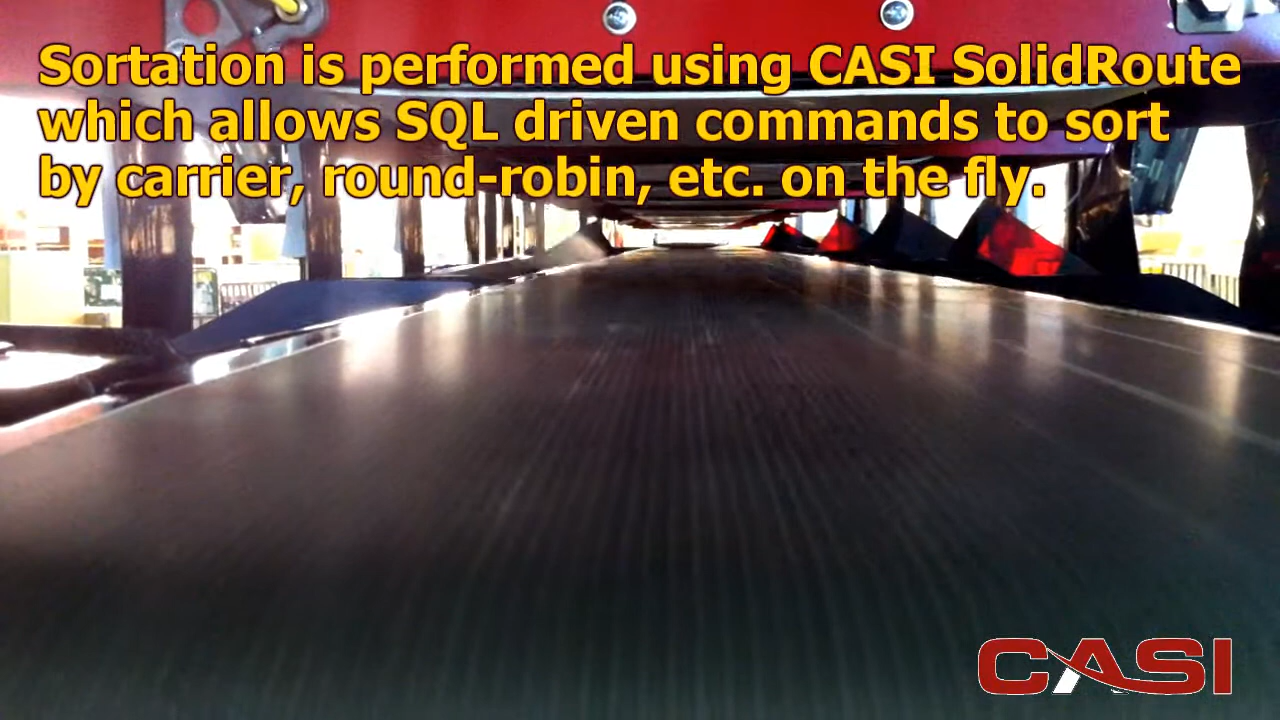 Sortation is performed using CASI SolidRoute
which allows SQL driven commands to sort
by carrier, round-robin, etc. on the fly.
CASI